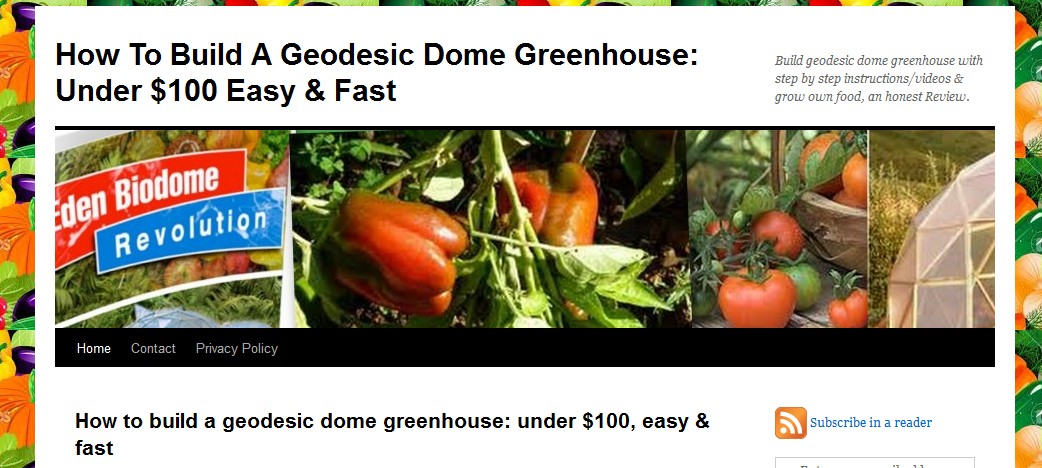 How To Build A Geodesic Dome Greenhouse:
Under $100 Easy & Fast
Build geodesic dome greenhouse with
step by step instructions/videos &
grow own food, an honest Review.
Eden Biodome
Revolution
Home Contact Privacy Policy
How to build a geodesic dome greenhouse: under $100, easy &
fast
Subscribe in a reader